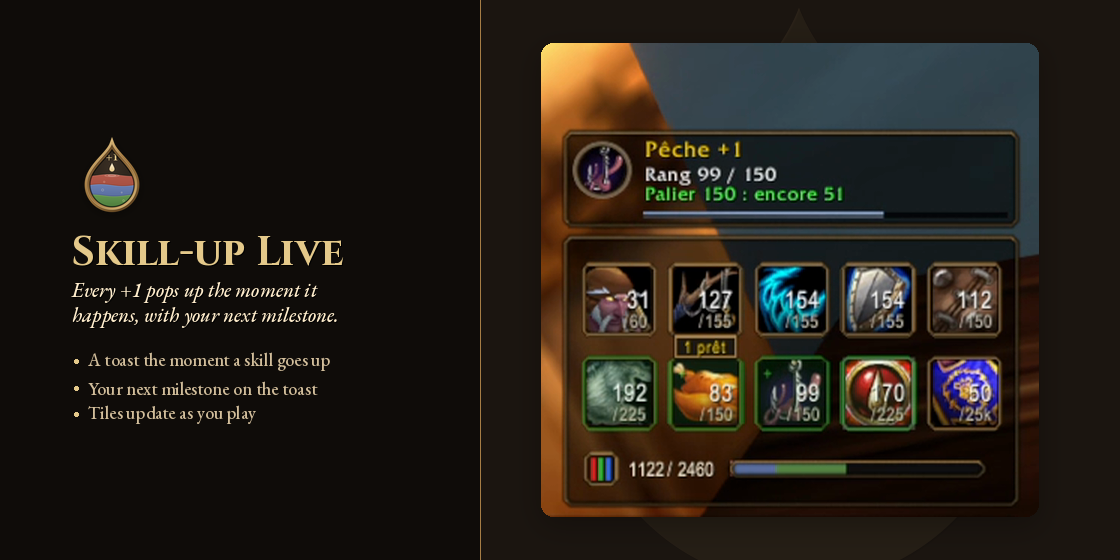 +1
SKILL-UP LIVE
Every +1 pops up the moment it
happens, with your next milestone.
• A toast the moment a skill goes up
• Your next milestone on the toast
• Tiles update as you play
Pêche +1
Rang 99 / 150
Palier 150 : encore 51
31 127 154 154 112
/60 /155 /155 /155 /150
1 prêt
192 83 99 170 50
/225 /150 /150 /225 /25k
1122 / 2460